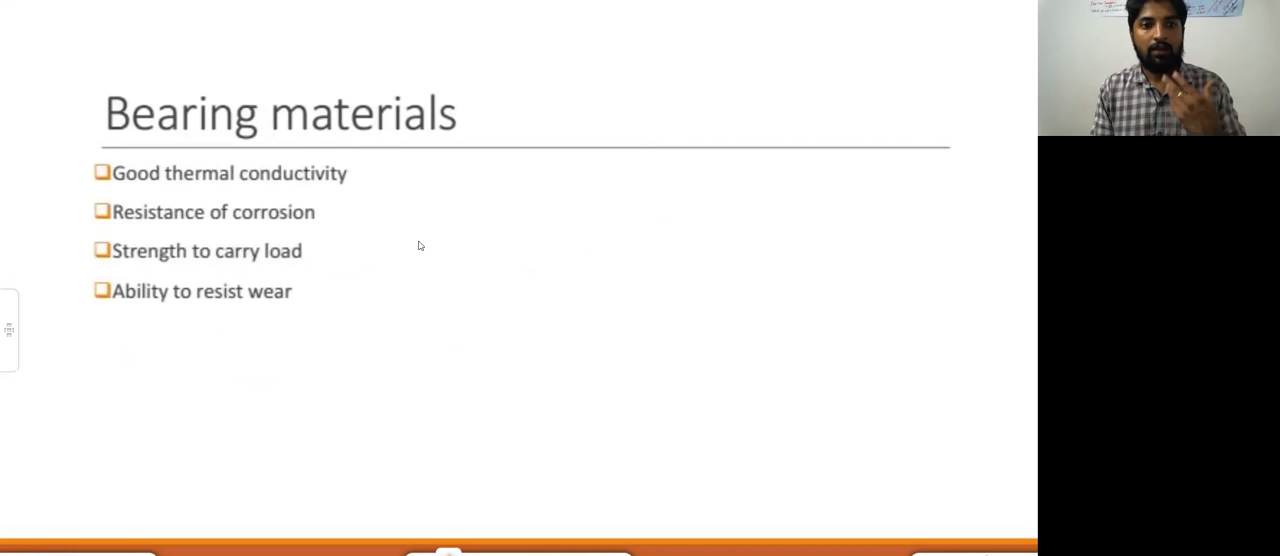 Bearing materials
Good thermal conductivity
Resistance of corrosion
Strength to carry load
Ability to resist wear